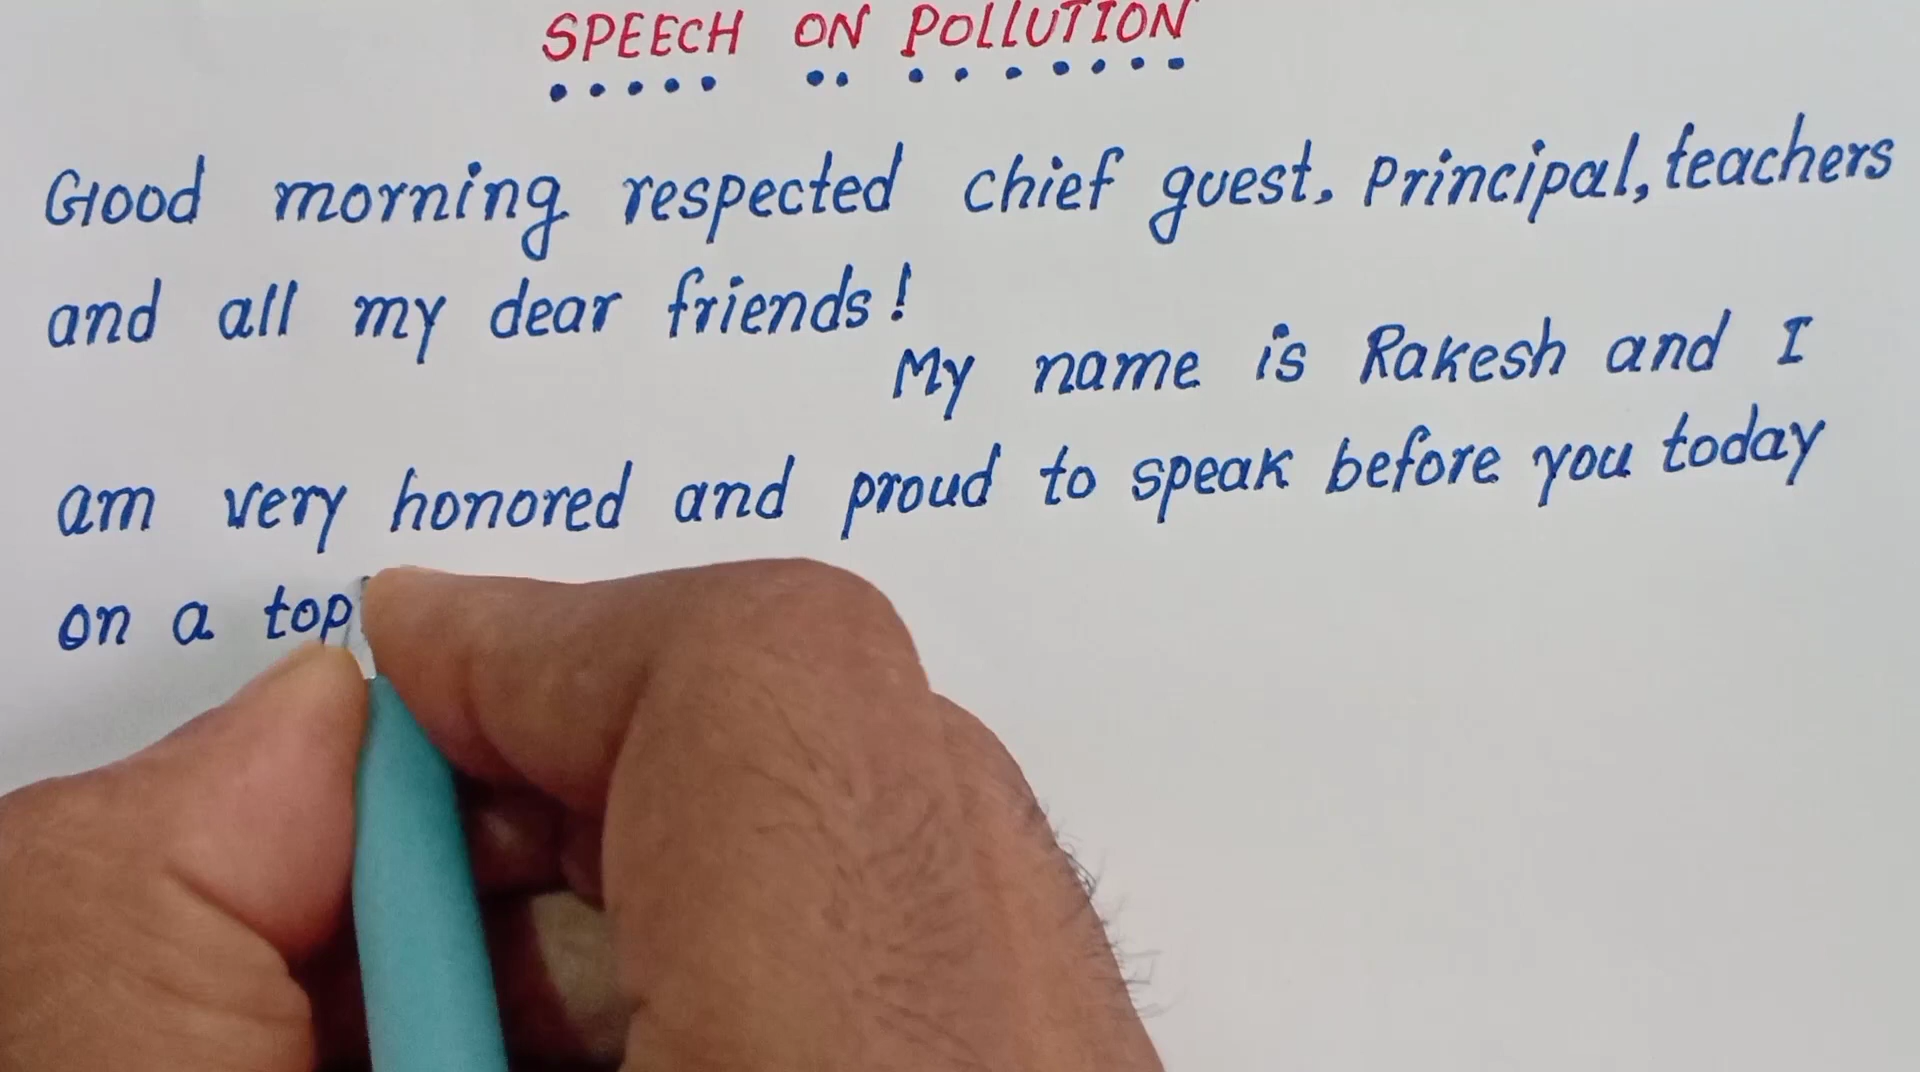 SPEECH ON POLLUTION
Good morning respected chief guest, Principal, teachers
and all my dear friends!
My name is Rakesh and I
am very honored and proud to speak before you today
on a top